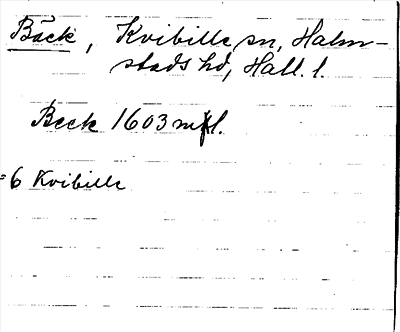 Bäck, Kvibille sn, Halm-
stads hd, Hall. l.
Beck 1603 mfl.
=6 Kvibille